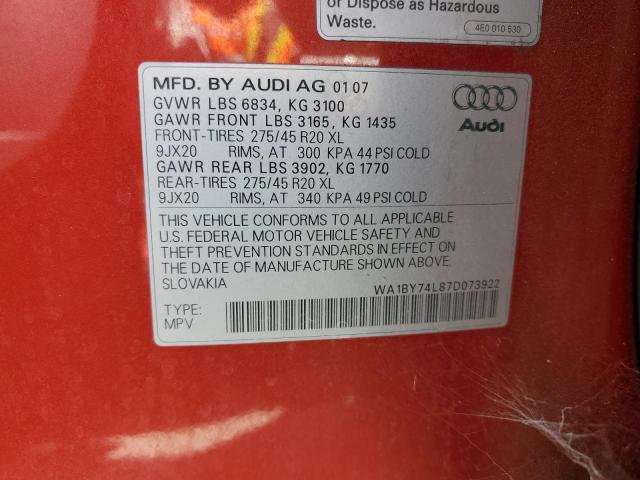 or Dispose as Hazardous
Waste.
4E0 010 530
MFD. BY AUDI AG 01 07
GVWR LBS 6834, KG 3100
GAWR FRONT LBS 3165, KG 1435
FRONT-TIRES 275/45 R20 XL
9JX20 RIMS, AT 300 KPA 44 PSI COLD
GAWR REAR LBS 3902, KG 1770
REAR-TIRES 275/45 R20 XL
9JX20 RIMS, AT 340 KPA 49 PSI COLD
Audi
THIS VEHICLE CONFORMS TO ALL APPLICABLE
U.S. FEDERAL MOTOR VEHICLE SAFETY AND
THEFT PREVENTION STANDARDS IN EFFECT ON
THE DATE OF MANUFACTURE SHOWN ABOVE.
SLOVAKIA
WA1BY74L87D073922
TYPE:
MPV